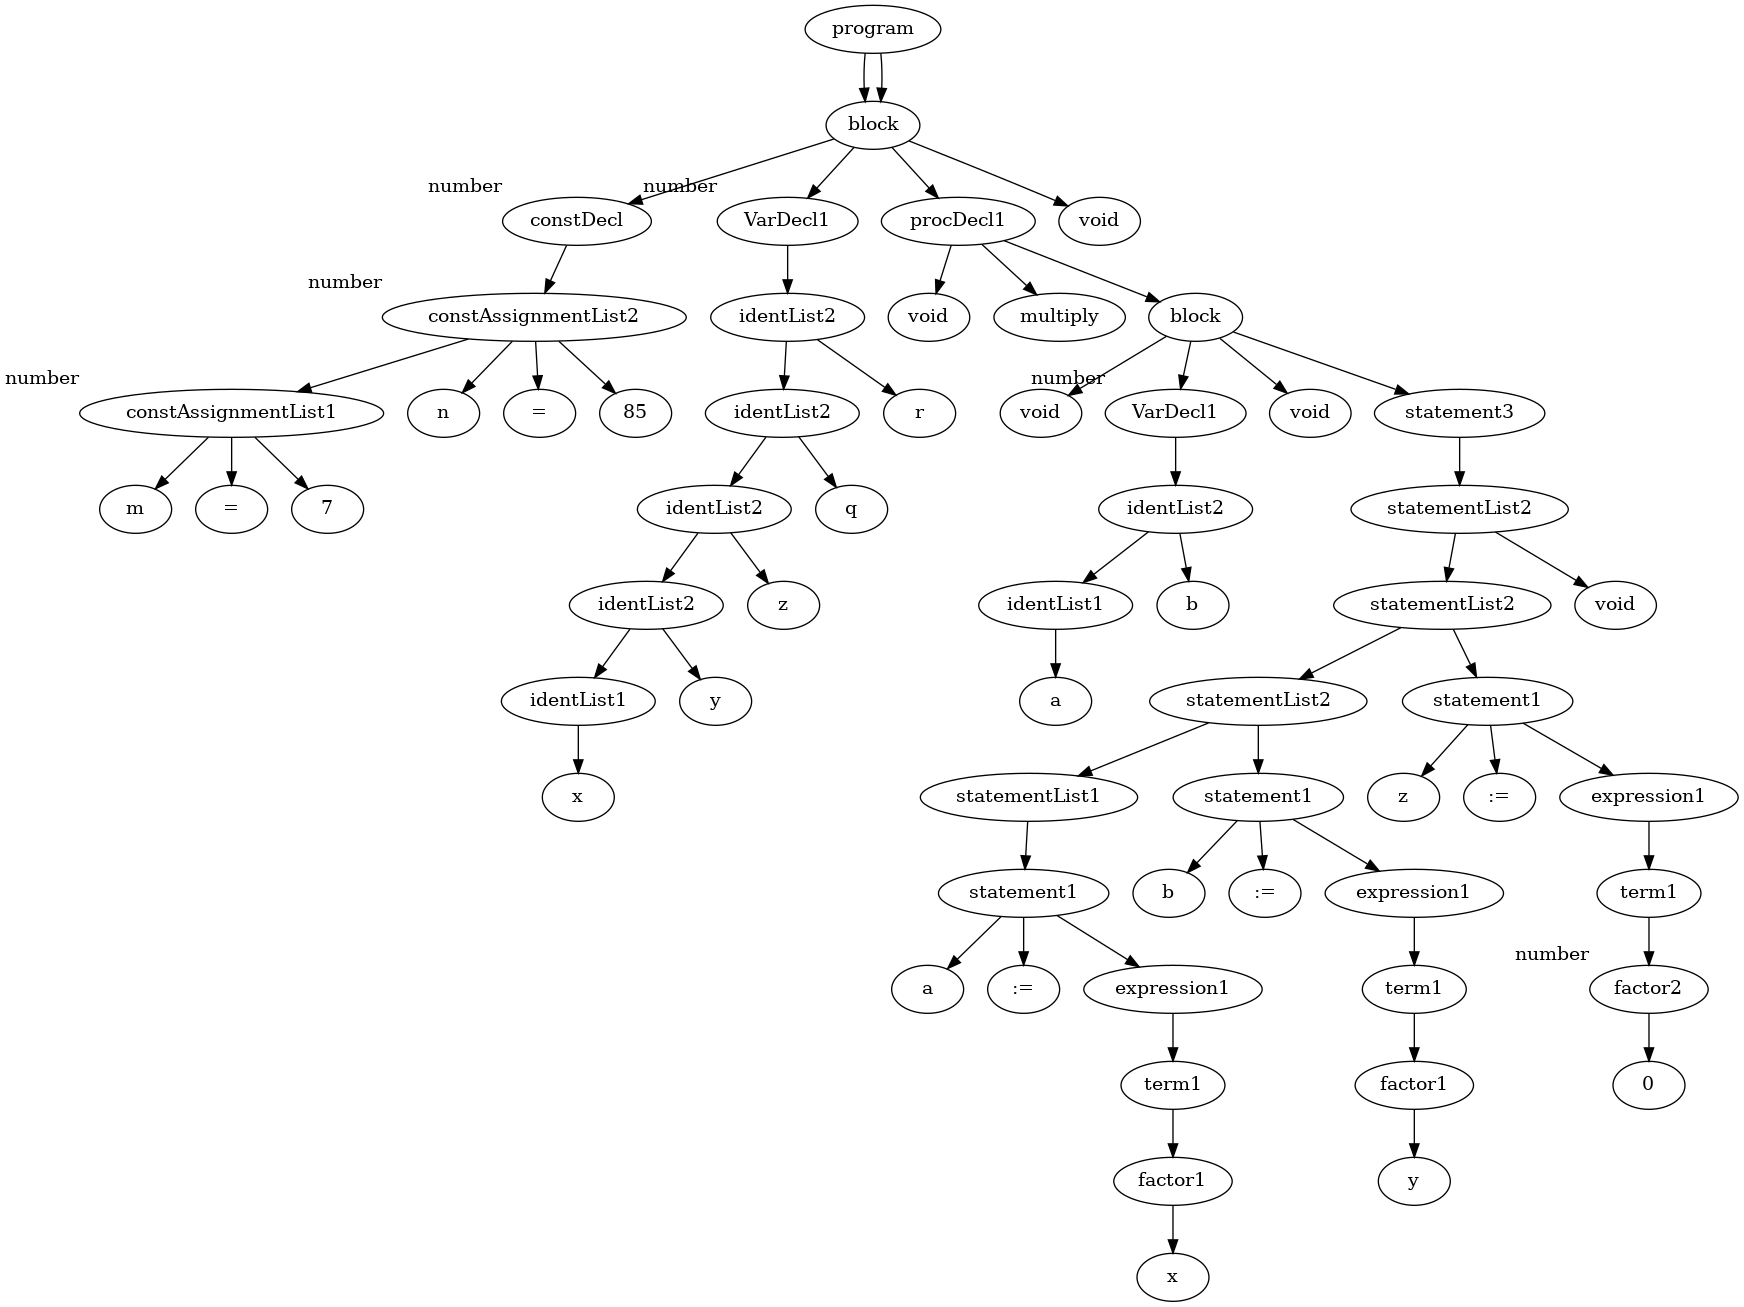 program
block
number number
constDecl VarDecl1 procDecl1 void
number
constAssignmentList2 identList2 void multiply block
number number
constAssignmentList1 n = 85 identList2 r void VarDecl1 void statement3
m = 7 identList2 q identList2 statementList2
identList2 z identList1 b statementList2 void
identList1 y a statementList2 statement1
x statementList1 statement1 z := expression1
statement1 b := expression1 term1
number
a := expression1 term1 factor2
term1 factor1 0
factor1 y
x